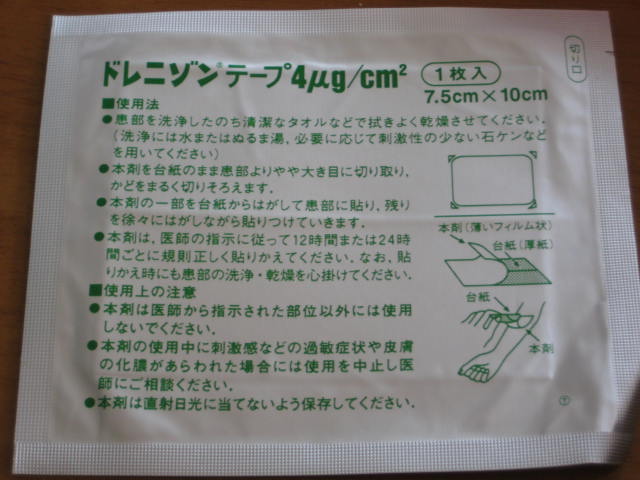 切り口
ドレニゾン®テープ4μg/cm² 1枚入
7.5cm×10cm
■使用法
●患部を洗浄したのち清潔なタオルなどで拭きよく乾燥させてください.
(洗浄には水またはぬるま湯, 必要に応じて刺激性の少ない石ケンなど
を用いてください)
●本剤を台紙のまま患部よりやや大き目に切り取り,
かどをまるく切りそろえます.
●本剤の一部を台紙からはがして患部に貼り, 残り
を徐々にはがしながら貼りつけていきます.
●本剤は, 医師の指示に従って12時間または24時
間ごとに規則正しく貼りかえてください. なお, 貼
りかえ時にも患部の洗浄・乾燥を心掛けてください.
■使用上の注意
●本剤は医師から指示された部位以外には使用
しないでください.
●本剤の使用中に刺激感などの過敏症状や皮膚
の化膿があらわれた場合には使用を中止し医
師にご相談ください.
●本剤は直射日光に当てないよう保存してください.
本剤(薄いフィルム状)
台紙(厚紙)
台紙
本剤